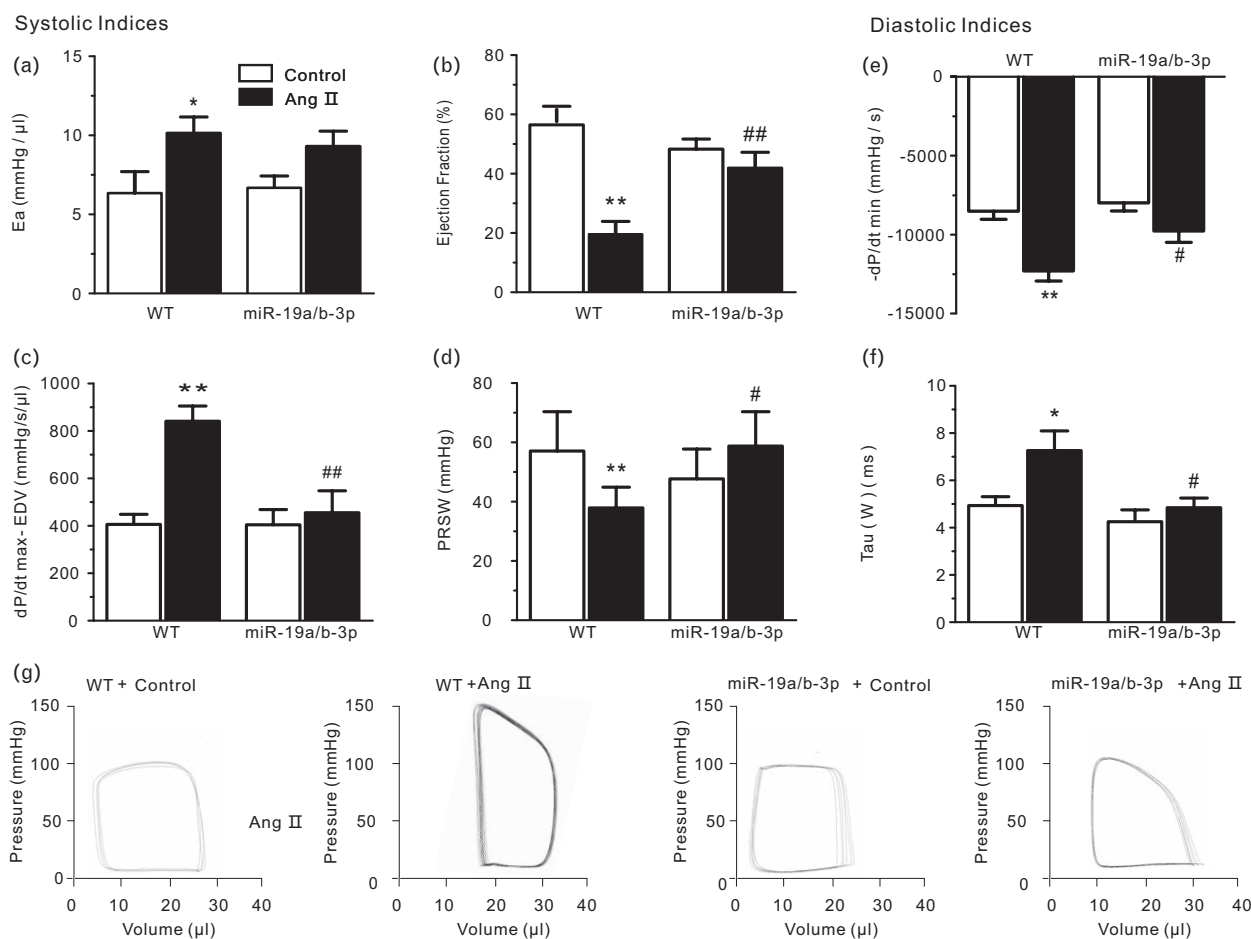 Systolic Indices
Diastolic Indices
(a)
15
10
5
0
Ea (mmHg / µl)
Control
Ang II
*
WT
miR-19a/b-3p
(b)
80
60
40
20
0
Ejection Fraction (%)
**
##
WT
miR-19a/b-3p
(e)
WT
miR-19a/b-3p
0
-5000
-10000
-15000
-dP/dt min (mmHg / s)
**
#
(c)
1000
800
600
400
200
0
dP/dt max- EDV (mmHg/s/µl)
**
##
WT
miR-19a/b-3p
(d)
80
60
40
20
0
PRSW (mmHg)
**
#
WT
miR-19a/b-3p
(f)
10
8
6
4
2
0
Tau ( W ) ( ms )
*
#
WT
miR-19a/b-3p
(g)
WT + Control
150
100
50
0
Pressure (mmHg)
0 10 20 30 40
Volume (µl)
Ang II
WT +Ang II
150
100
50
0
Pressure (mmHg)
0 10 20 30 40
Volume (µl)
miR-19a/b-3p + Control
150
100
50
0
Pressure (mmHg)
0 10 20 30 40
Volume (µl)
miR-19a/b-3p +Ang II
150
100
50
0
Pressure (mmHg)
0 10 20 30 40
Volume (µl)